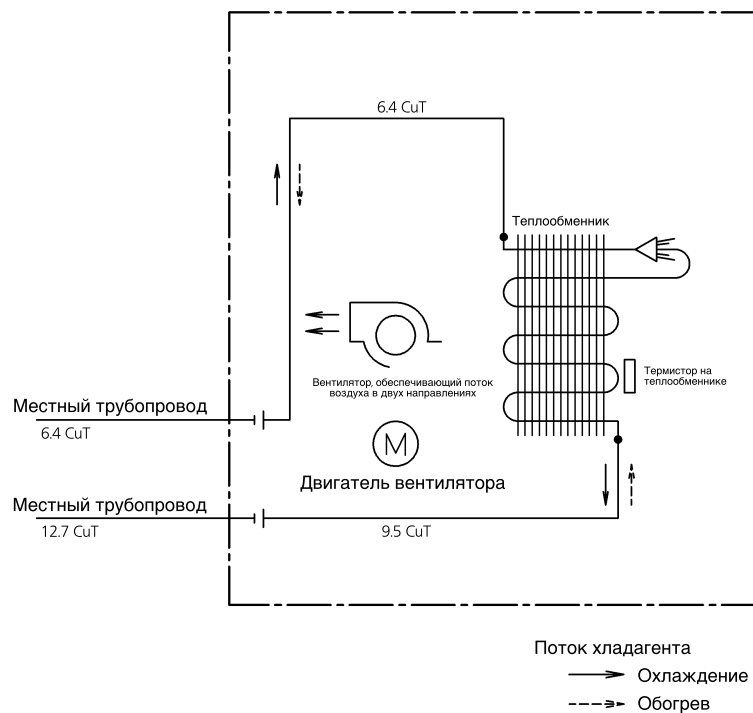 6.4 CuT
Теплообменник
Термистор на
теплообменнике
Вентилятор, обеспечивающий поток
воздуха в двух направлениях
Местный трубопровод
6.4 CuT
M
Двигатель вентилятора
Местный трубопровод
12.7 CuT
9.5 CuT
Поток хладагента
Охлаждение
Обогрев